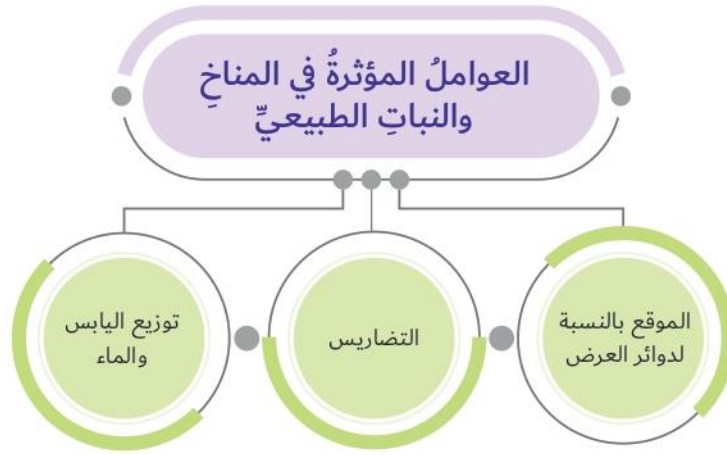 العواملُ المؤثرةُ في المناخِ
والنباتِ الطبيعيِّ
الموقع بالنسبة
لدوائر العرض
التضاريس
توزيع اليابس
والماء